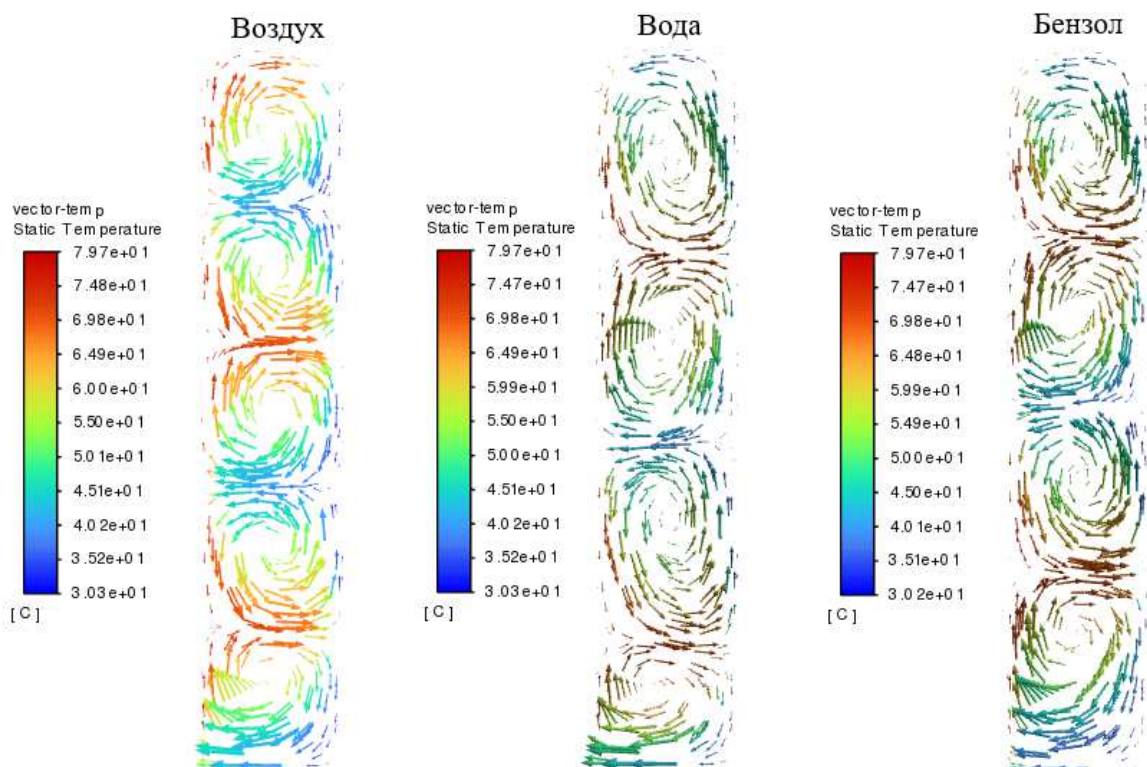 Воздух
Вода
Бензол
vector-temp
Static Temperature
7.97e+01
7.48e+01
6.98e+01
6.49e+01
6.00e+01
5.50e+01
5.01e+01
4.51e+01
4.02e+01
3.52e+01
3.03e+01
[C]
vector-temp
Static Temperature
7.97e+01
7.47e+01
6.98e+01
6.49e+01
5.99e+01
5.50e+01
5.00e+01
4.51e+01
4.02e+01
3.52e+01
3.03e+01
[C]
vector-temp
Static Temperature
7.97e+01
7.47e+01
6.98e+01
6.48e+01
5.99e+01
5.49e+01
5.00e+01
4.50e+01
4.01e+01
3.51e+01
3.02e+01
[C]